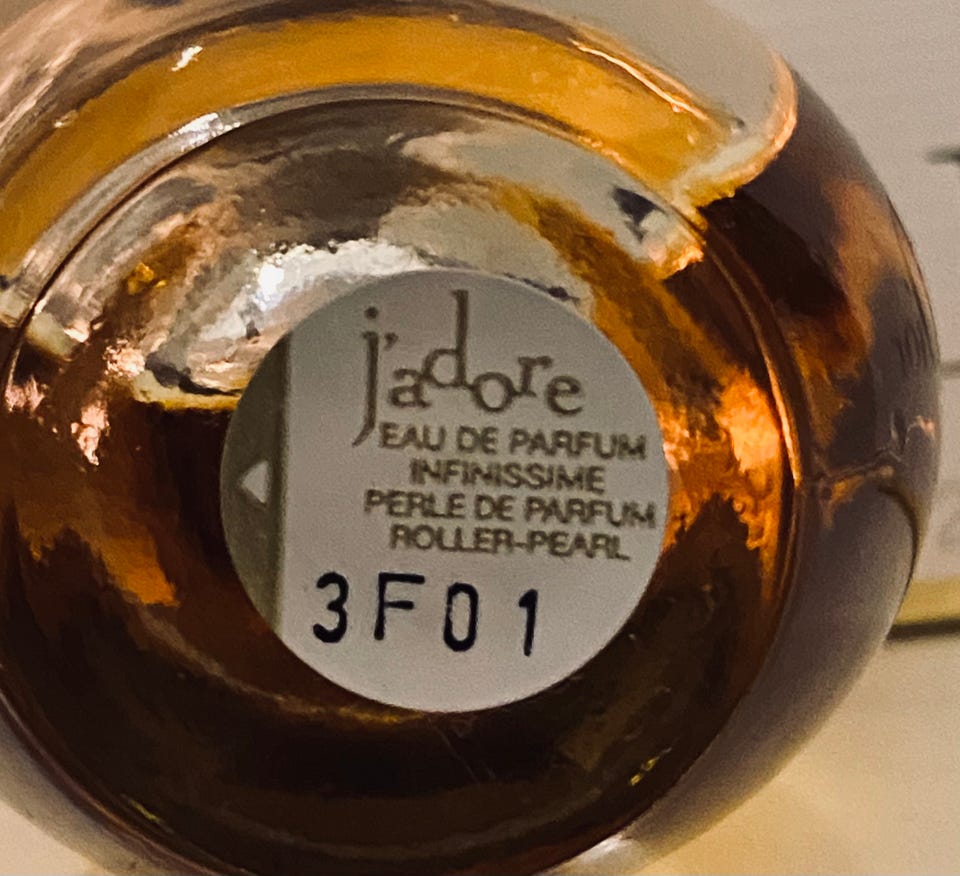 j'adore
EAU DE PARFUM
INFINISSIME
PERLE DE PARFUM
ROLLER-PEARL
3F01